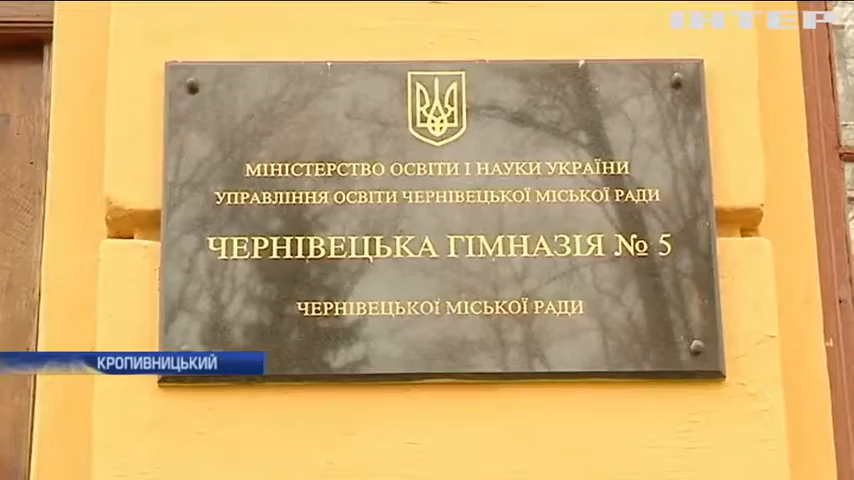 ІНТЕР
МІНІСТЕРСТВО ОСВІТИ І НАУКИ УКРАЇНИ
УПРАВЛІННЯ ОСВІТИ ЧЕРНІВЕЦЬКОЇ МІСЬКОЇ РАДИ
ЧЕРНІВЕЦЬКА ГІМНАЗІЯ № 5
ЧЕРНІВЕЦЬКОЇ МІСЬКОЇ РАДИ
КРОПИВНИЦЬКИЙ